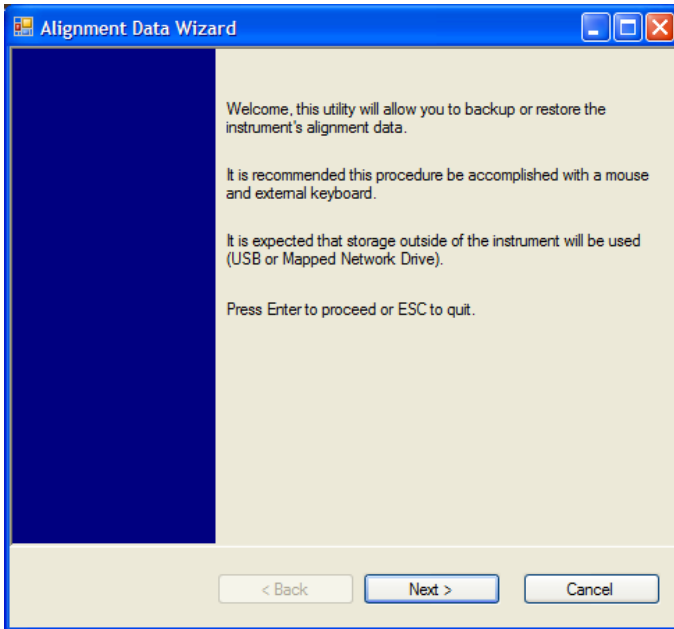 Alignment Data Wizard
Welcome, this utility will allow you to backup or restore the
instrument's alignment data.
It is recommended this procedure be accomplished with a mouse
and external keyboard.
It is expected that storage outside of the instrument will be used
(USB or Mapped Network Drive).
Press Enter to proceed or ESC to quit.
< Back
Next >
Cancel